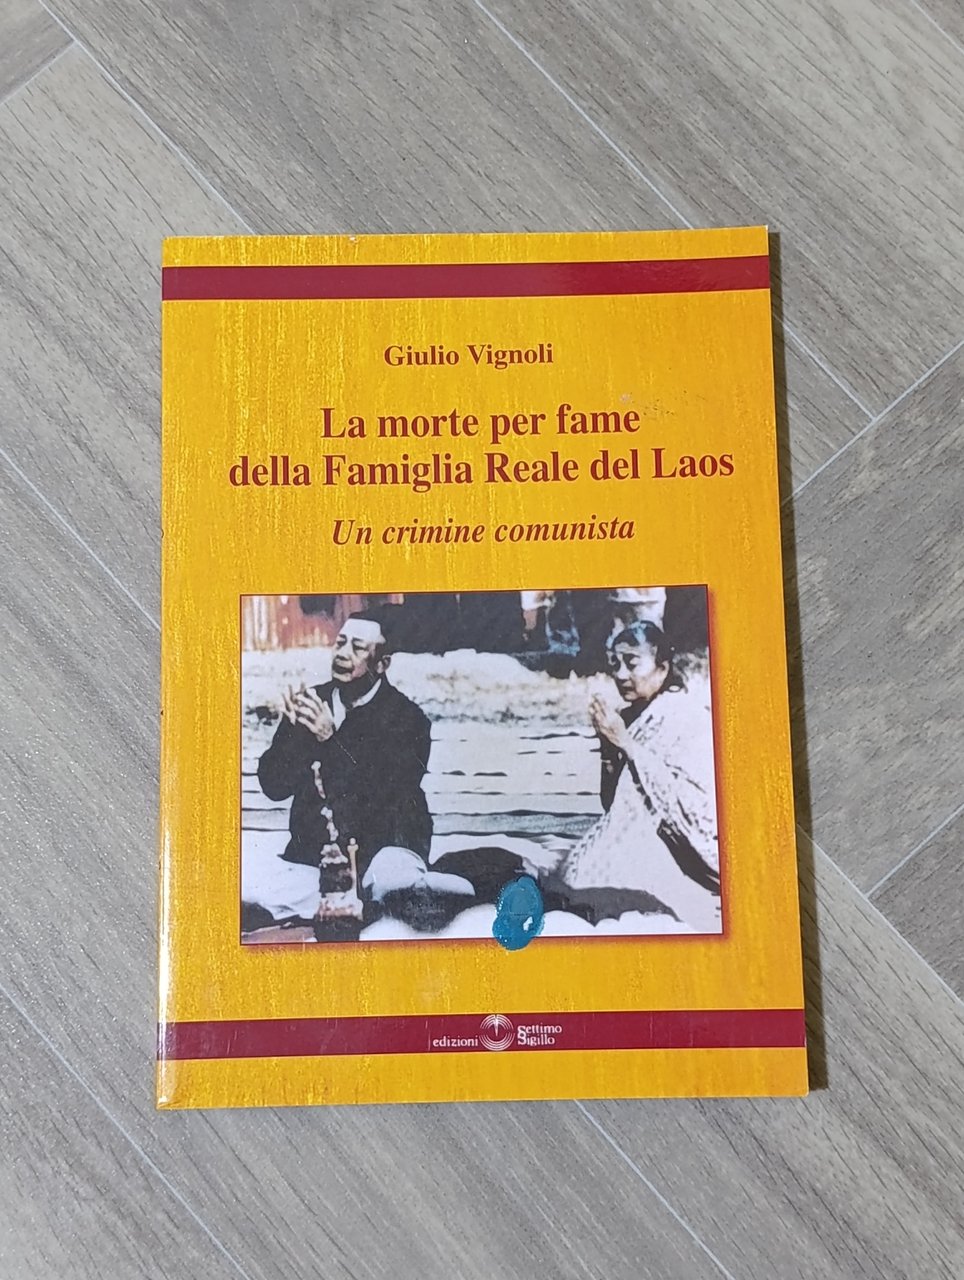 Giulio Vignoli
La morte per fame
della Famiglia Reale del Laos
Un crimine comunista
edizioni Settimo
Sigillo